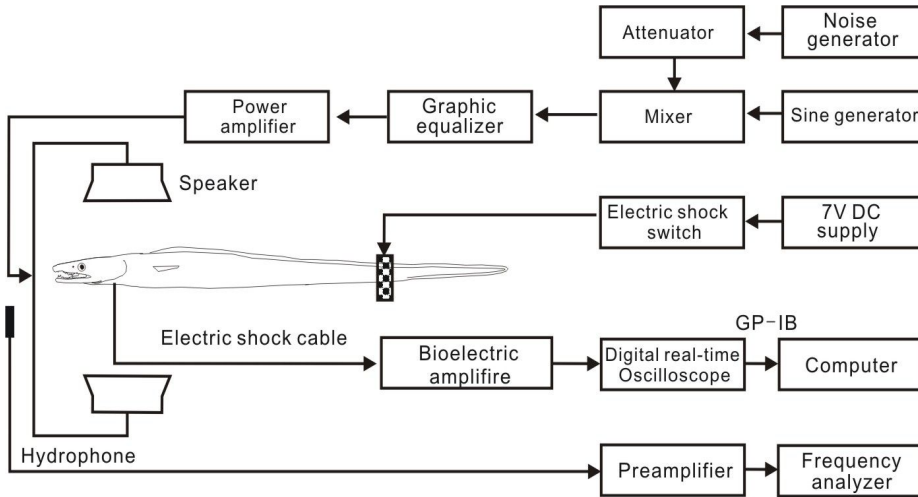 Attenuator
Noise
generator
Power
amplifier
Graphic
equalizer
Mixer
Sine generator
Speaker
Electric shock
switch
7V DC
supply
Electric shock cable
Bioelectric
amplifire
Digital real-time
Oscilloscope
GP-IB
Computer
Hydrophone
Preamplifier
Frequency
analyzer